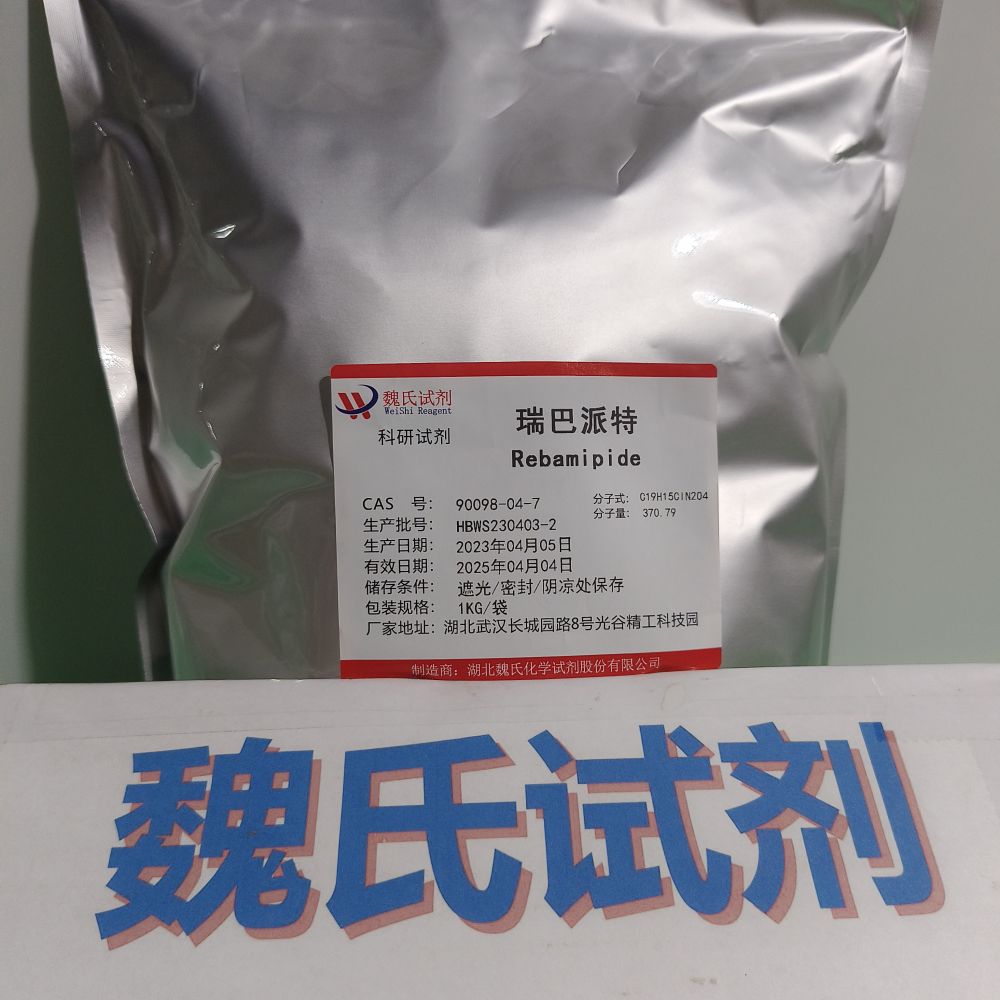 魏氏试剂
WeiShi Reagent
科研试剂
瑞巴派特
Rebamipide
CAS 号: 90098-04-7
分子式: C19H15ClN2O4
生产批号: HBWS230403-2
分子量: 370.79
生产日期: 2023年04月05日
有效日期: 2025年04月04日
储存条件: 遮光/密封/阴凉处保存
包装规格: 1KG/袋
厂家地址: 湖北武汉长城园路8号光谷精工科技园
制造商: 湖北魏氏化学试剂股份有限公司
魏氏试剂